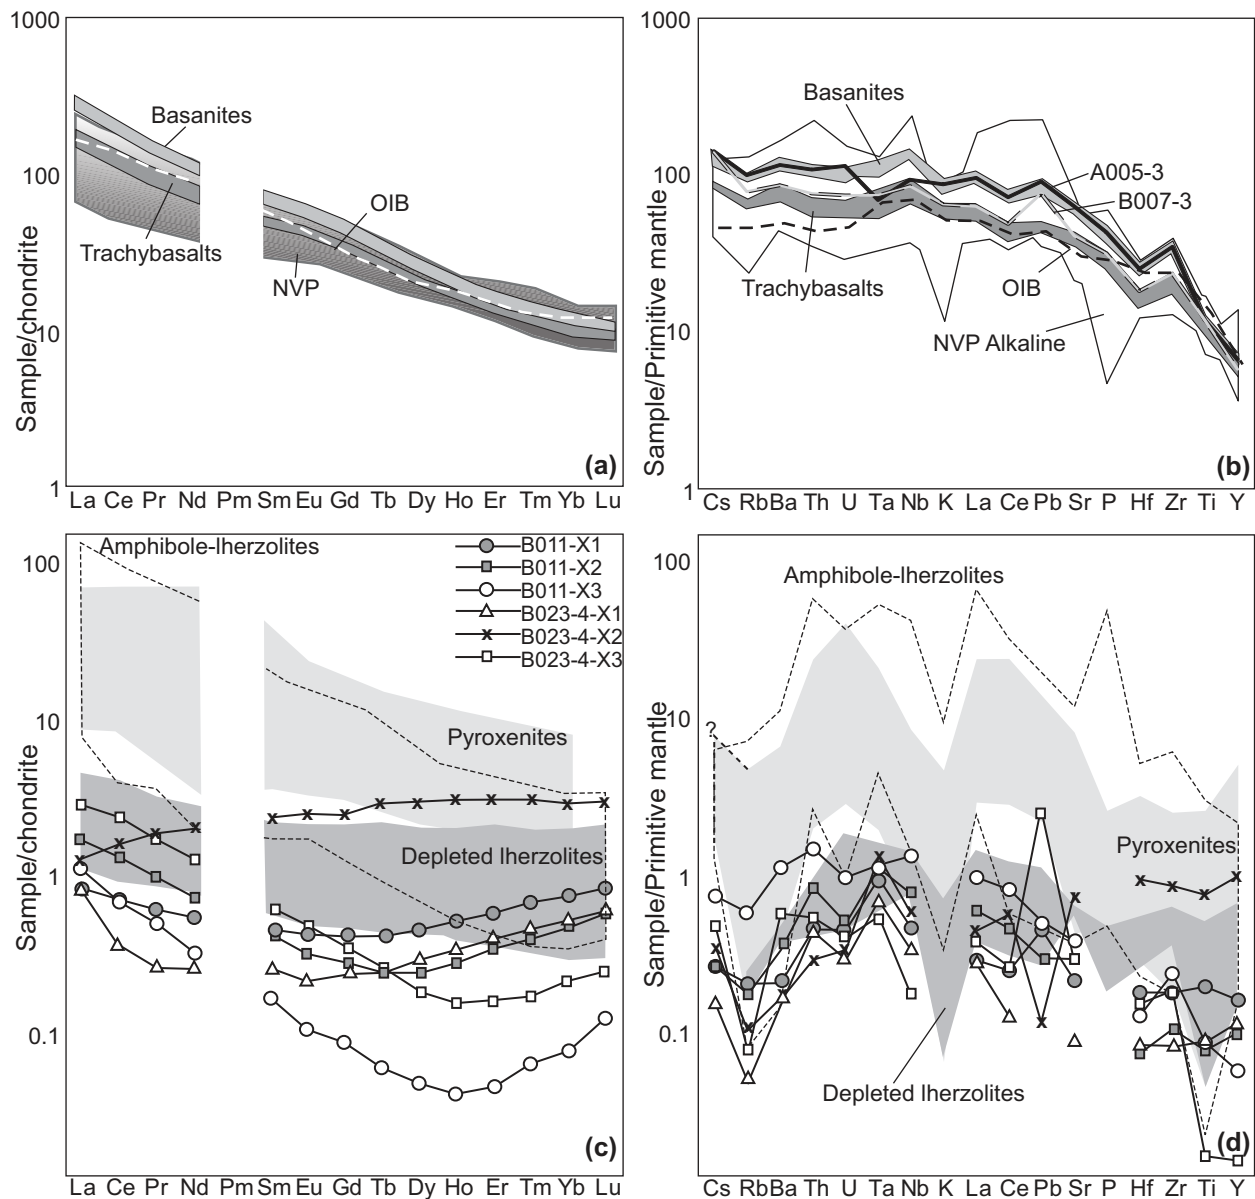 1000
100
10
1
Sample/chondrite
Basanites
OIB
Trachybasalts
NVP
(a)
La Ce Pr Nd Pm Sm Eu Gd Tb Dy Ho Er Tm Yb Lu
1000
100
10
1
Sample/Primitive mantle
Basanites
A005-3
B007-3
Trachybasalts
OIB
NVP Alkaline
(b)
Cs Rb Ba Th U Ta Nb K La Ce Pb Sr P Hf Zr Ti Y
100
10
1
0.1
Sample/chondrite
Amphibole-lherzolites
B011-X1
B011-X2
B011-X3
B023-4-X1
B023-4-X2
B023-4-X3
Pyroxenites
Depleted lherzolites
(c)
La Ce Pr Nd Pm Sm Eu Gd Tb Dy Ho Er Tm Yb Lu
100
10
1
0.1
Sample/Primitive mantle
Amphibole-lherzolites
?
Pyroxenites
Depleted lherzolites
(d)
Cs Rb Ba Th U Ta Nb K La Ce Pb Sr P Hf Zr Ti Y